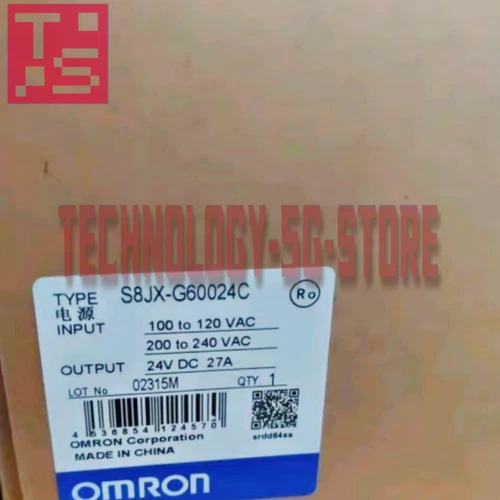 T S
TECHNOLOGY-SG-STORE
TYPE S8JX-G60024C Ro
电源
INPUT 100 to 120 VAC
200 to 240 VAC
OUTPUT 24V DC 27A
LOT No 02315M QTY. 1
4 536854 124570
OMRON Corporation srdd64sa
MADE IN CHINA
OMRON